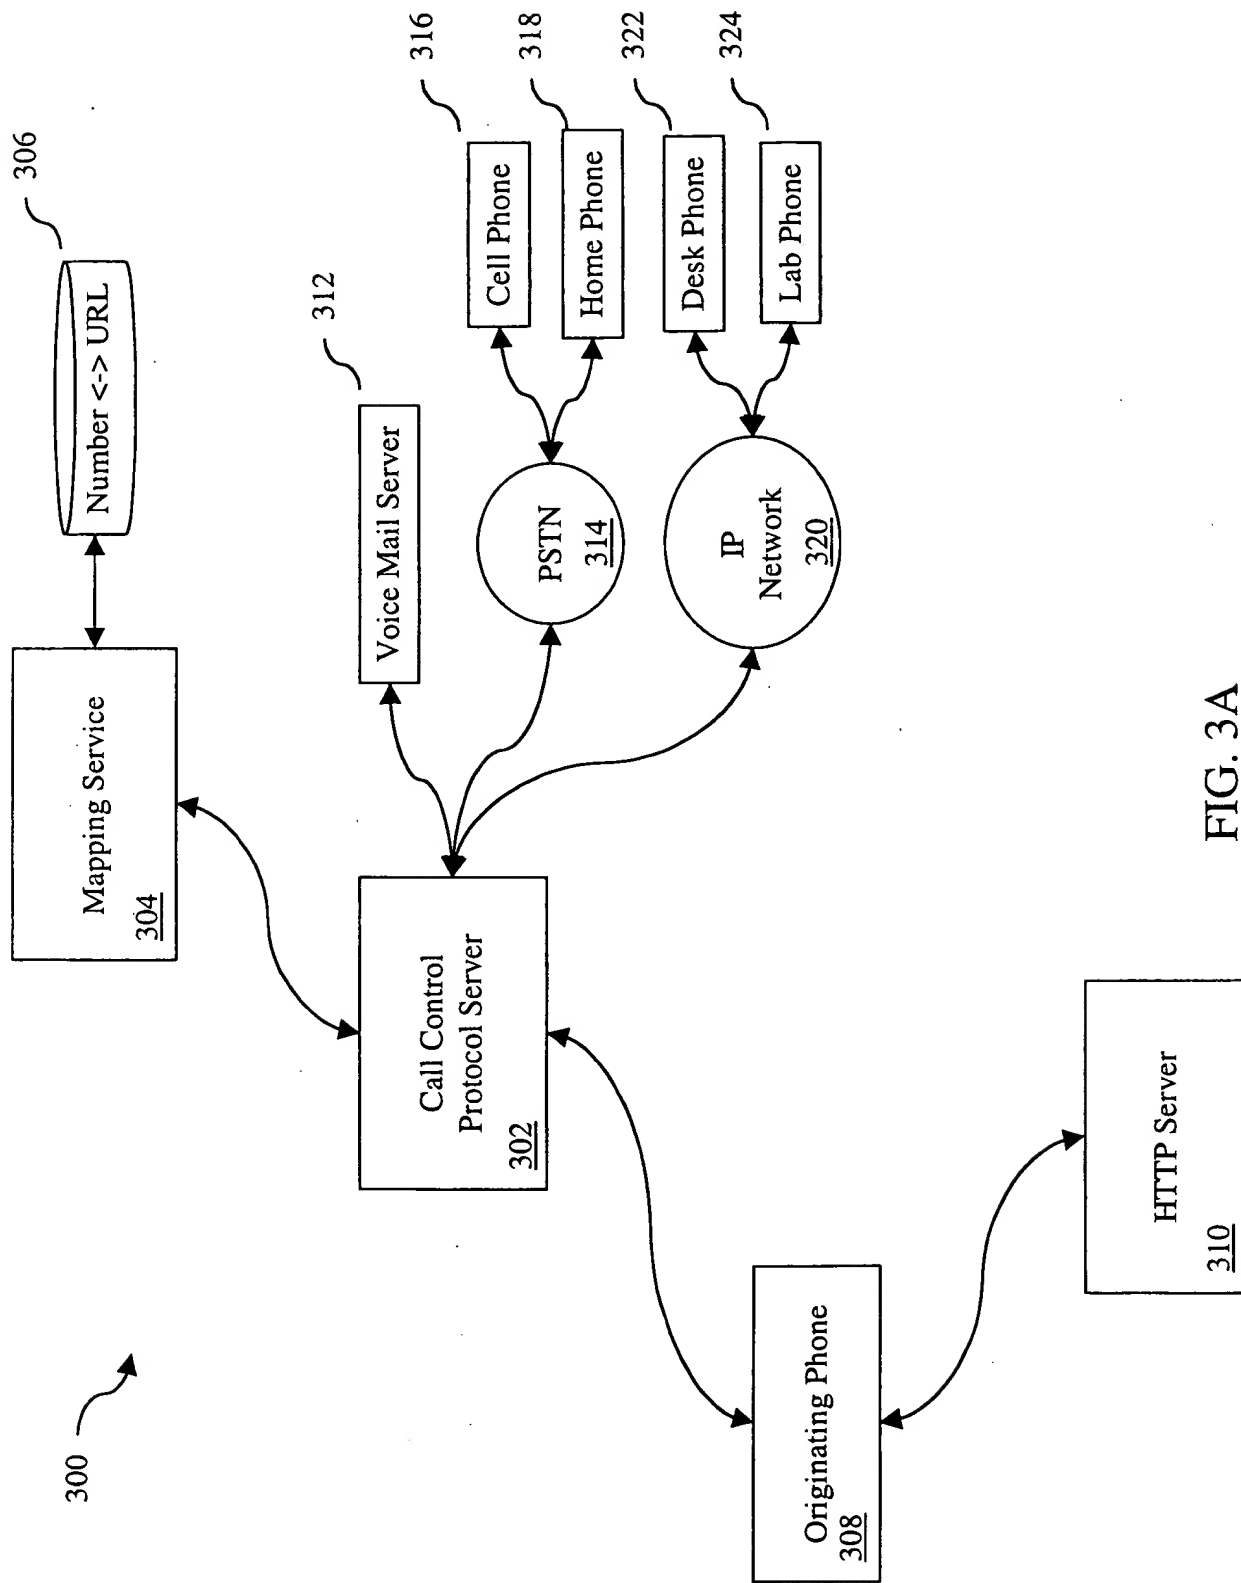 300
Mapping Service
304
306
Number <-> URL
Call Control
Protocol Server
302
Voice Mail Server
312
PSTN
314
Cell Phone
316
Home Phone
318
IP
Network
320
Desk Phone
322
Lab Phone
324
Originating Phone
308
HTTP Server
310
FIG. 3A